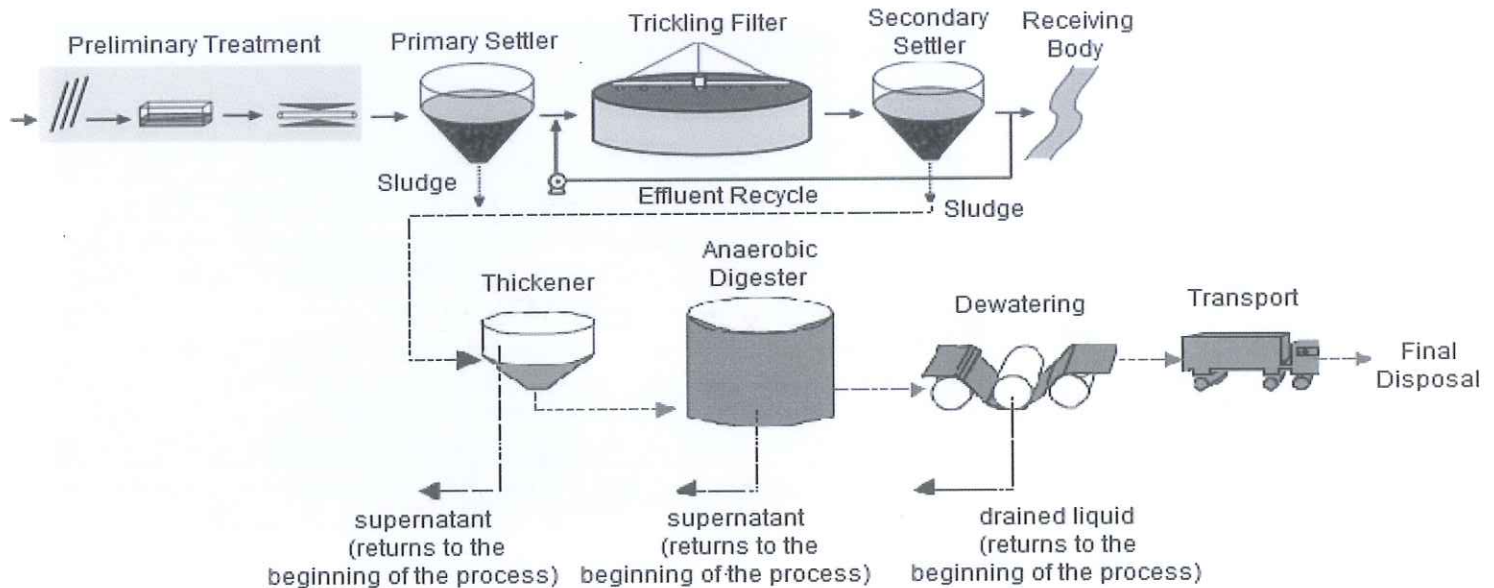 Preliminary Treatment
Primary Settler
Trickling Filter
Secondary
Settler
Receiving
Body
Sludge
Effluent Recycle
Sludge
Thickener
Anaerobic
Digester
Dewatering
Transport
Final
Disposal
supernatant
(returns to the
beginning of the process)
supernatant
(returns to the
beginning of the process)
drained liquid
(returns to the
beginning of the process)